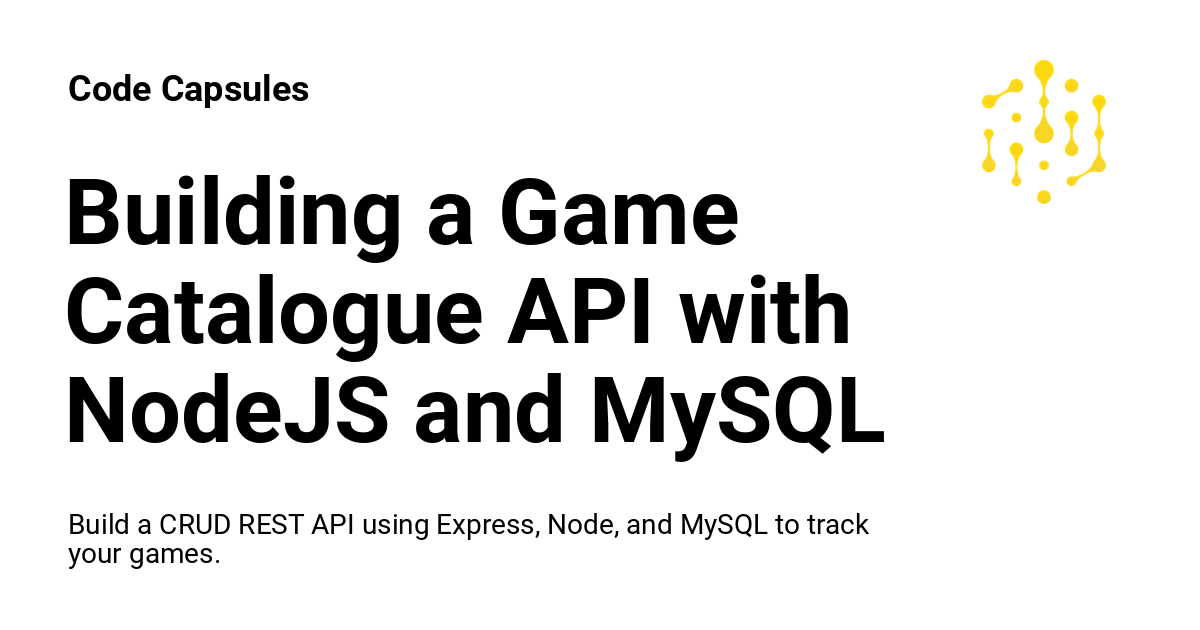 Code Capsules
Building a Game
Catalogue API with
NodeJS and MySQL
Build a CRUD REST API using Express, Node, and MySQL to track
your games.